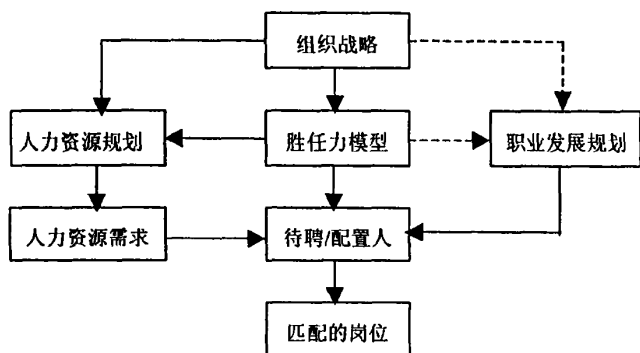 组织战略
人力资源规划
胜任力模型
职业发展规划
人力资源需求
待聘/配置人
匹配的岗位